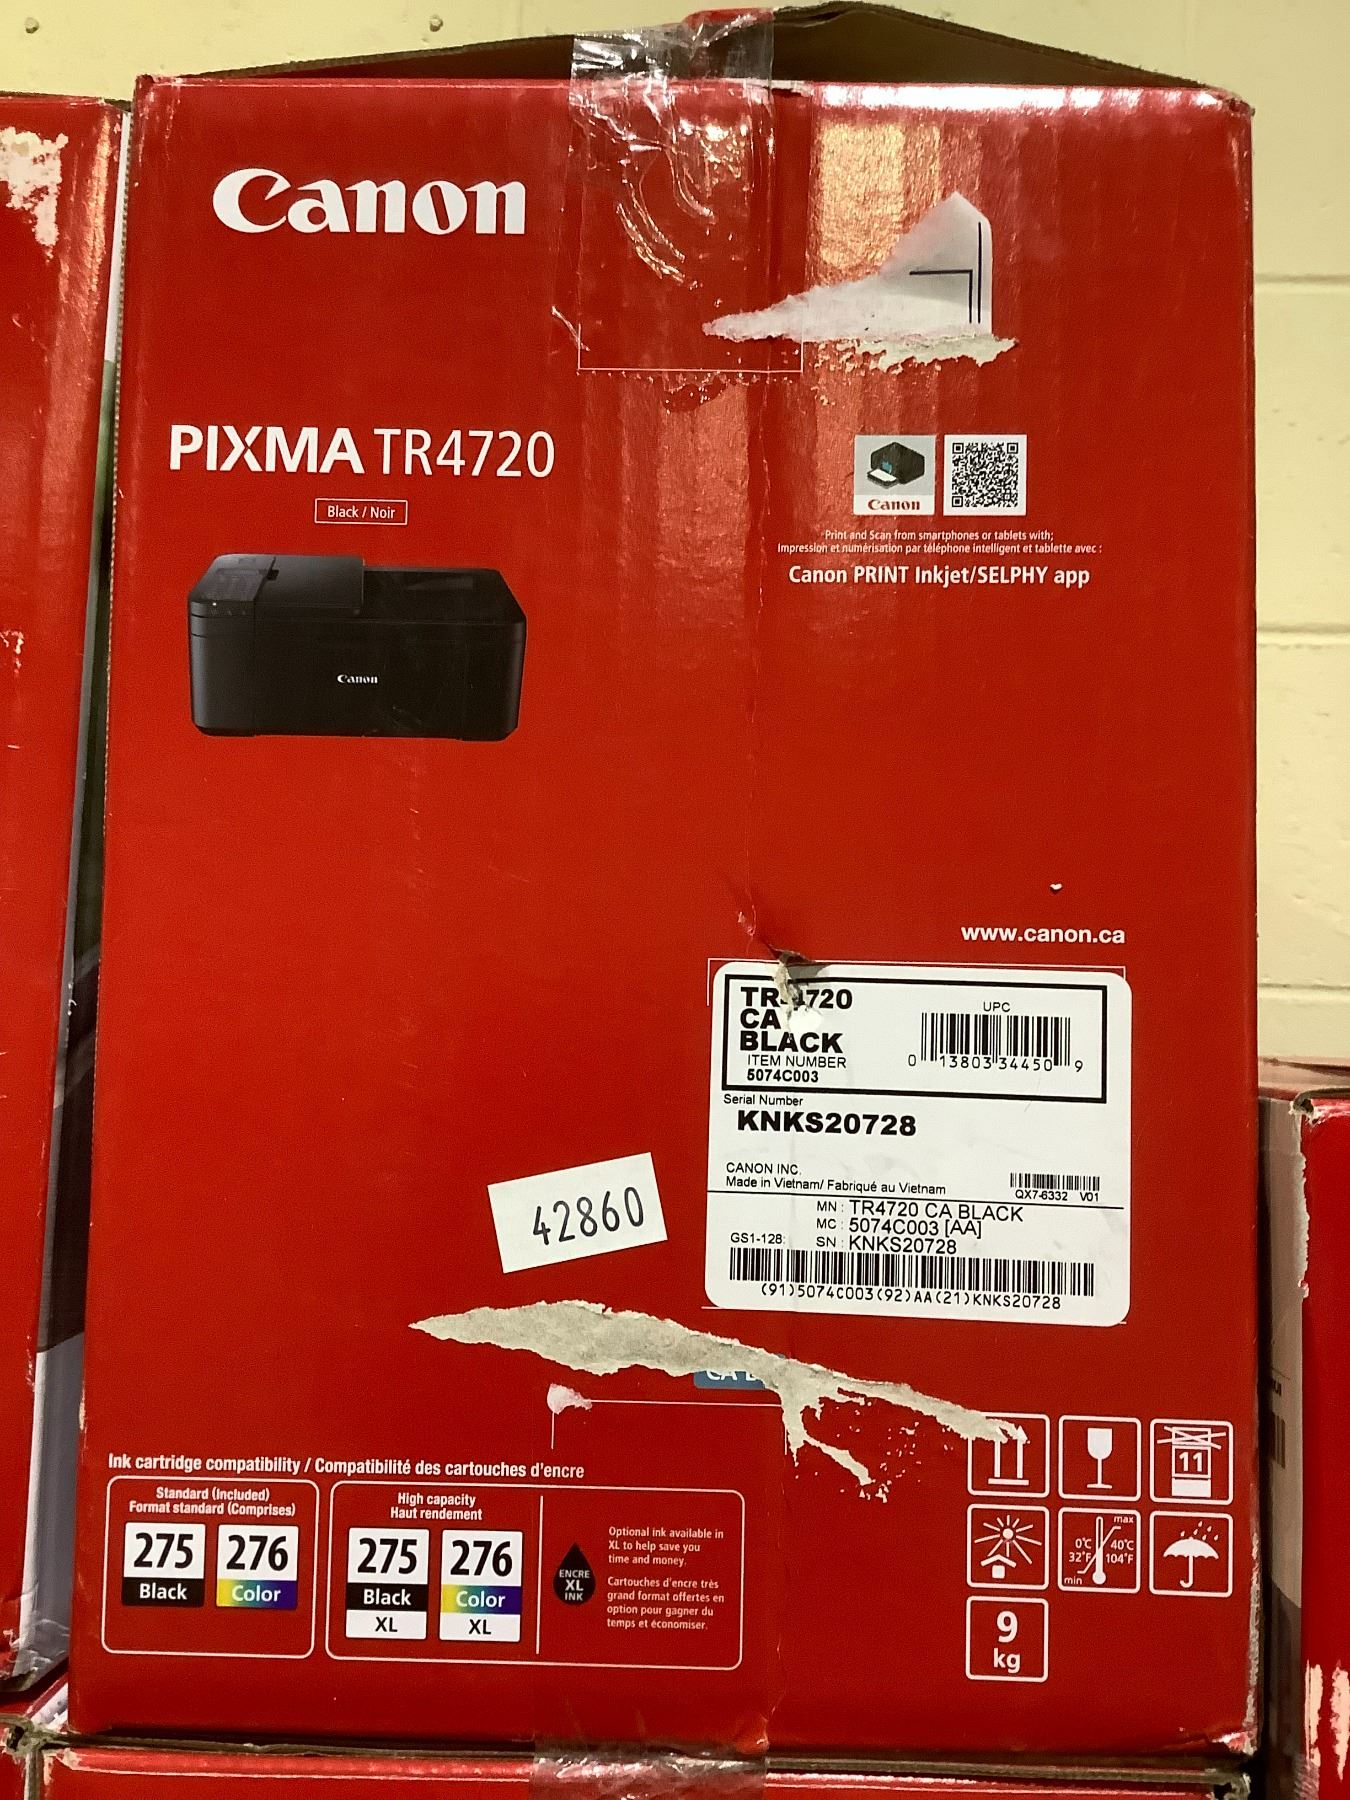 Canon
PIXMA TR4720
Black / Noir
Canon
Canon
Print and Scan from smartphones or tablets with;
Impression et numérisation par téléphone intelligent et tablette avec :
Canon PRINT Inkjet/SELPHY app
www.canon.ca
TR4720
CA
BLACK
ITEM NUMBER
5074C003
UPC
0 13803 34450 9
Serial Number
KNKS20728
CANON INC.
Made in Vietnam/ Fabriqué au Vietnam
QX7-6332 V01
MN : TR4720 CA BLACK
MC : 5074C003 [AA]
GS1-128: SN : KNKS20728
(91)5074C003(92)AA(21)KNKS20728
42860
CA
Ink cartridge compatibility / Compatibilité des cartouches d'encre
Standard (Included)
Format standard (Comprises)
275 Black
276 Color
High capacity
Haut rendement
275 Black XL
276 Color XL
ENCRE
XL
INK
Optional ink available in
XL to help save you
time and money.
Cartouches d'encre très
grand format offertes en
option pour gagner du
temps et économiser.
11
max
0°C 40°C
32°F 104°F
min
9
kg